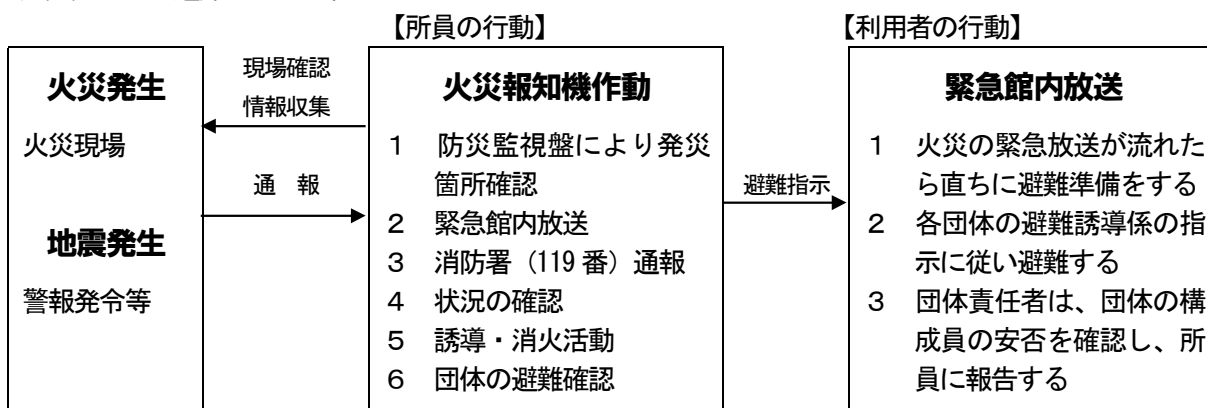 【所員の行動】
【利用者の行動】
火災発生
火災現場
地震発生
警報発令等
現場確認
情報収集
通 報
火災報知機作動
1 防災監視盤により発災
箇所確認
2 緊急館内放送
3 消防署(119番)通報
4 状況の確認
5 誘導・消火活動
6 団体の避難確認
避難指示
緊急館内放送
1 火災の緊急放送が流れた
ら直ちに避難準備をする
2 各団体の避難誘導係の指
示に従い避難する
3 団体責任者は、団体の構
成員の安否を確認し、所
員に報告する